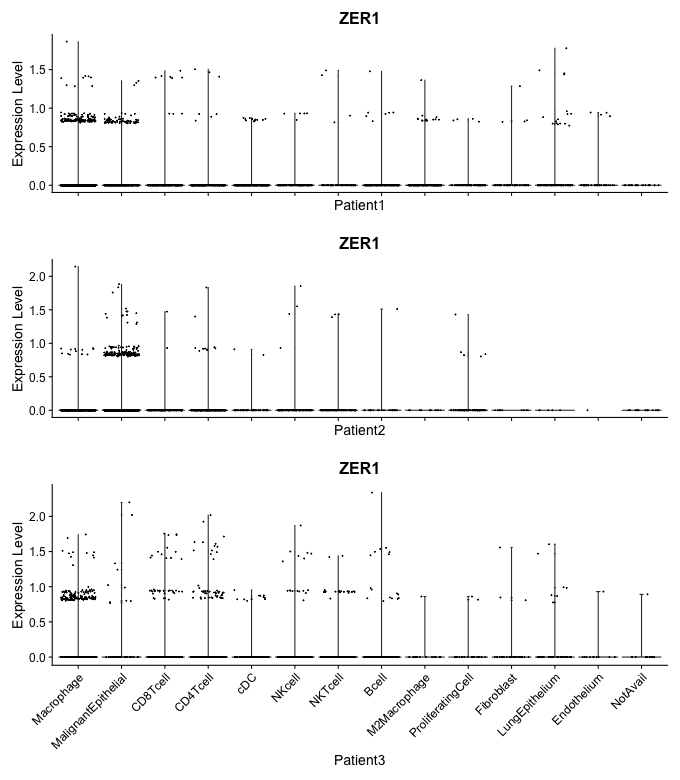 ZER1
Expression Level
1.5
1.0
0.5
0.0
Patient1
ZER1
Expression Level
2.0
1.5
1.0
0.5
0.0
Patient2
ZER1
Expression Level
2.0
1.5
1.0
0.5
0.0
Macrophage
MalignantEpithelial
CD8Tcell
CD4Tcell
cDC
NKcell
NKTcell
Bcell
M2Macrophage
ProliferatingCell
Fibroblast
LungEpithelium
Endothelium
NotAvail
Patient3